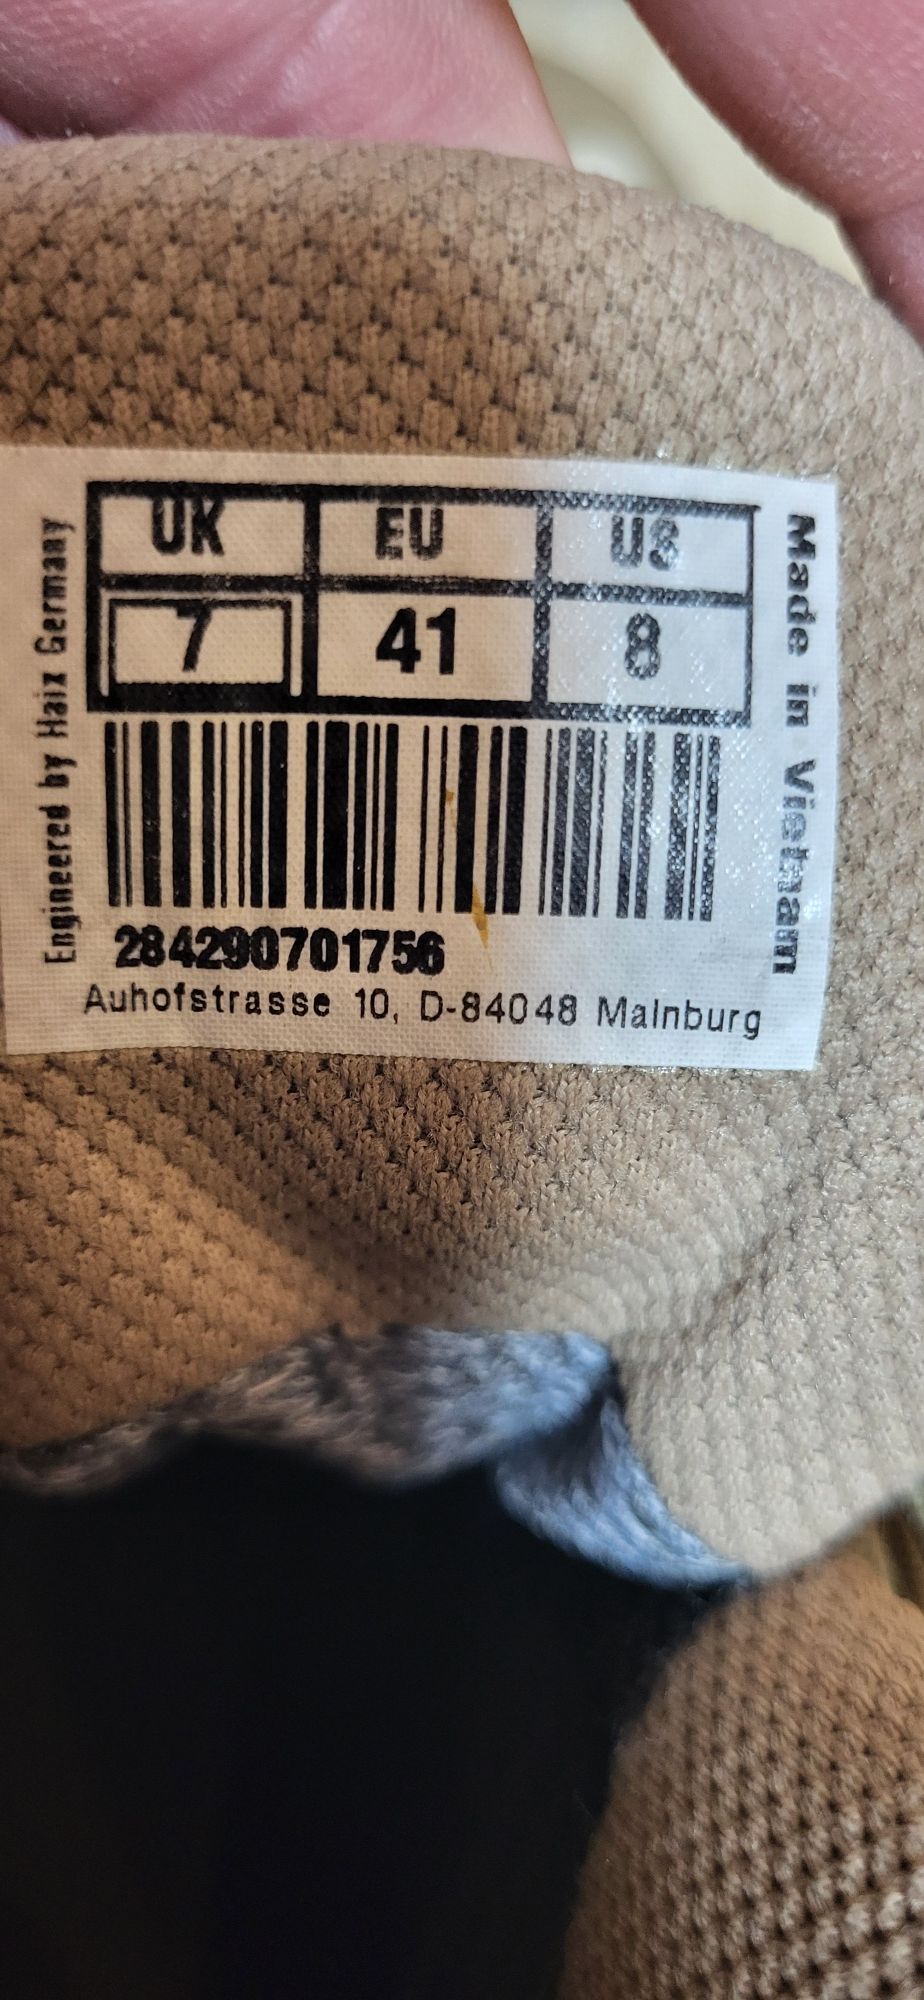 Engineered by Haix Germany
UK EU US
7 41 8
284290701756
Auhofstrasse 10, D-84048 Mainburg
Made in Vietnam